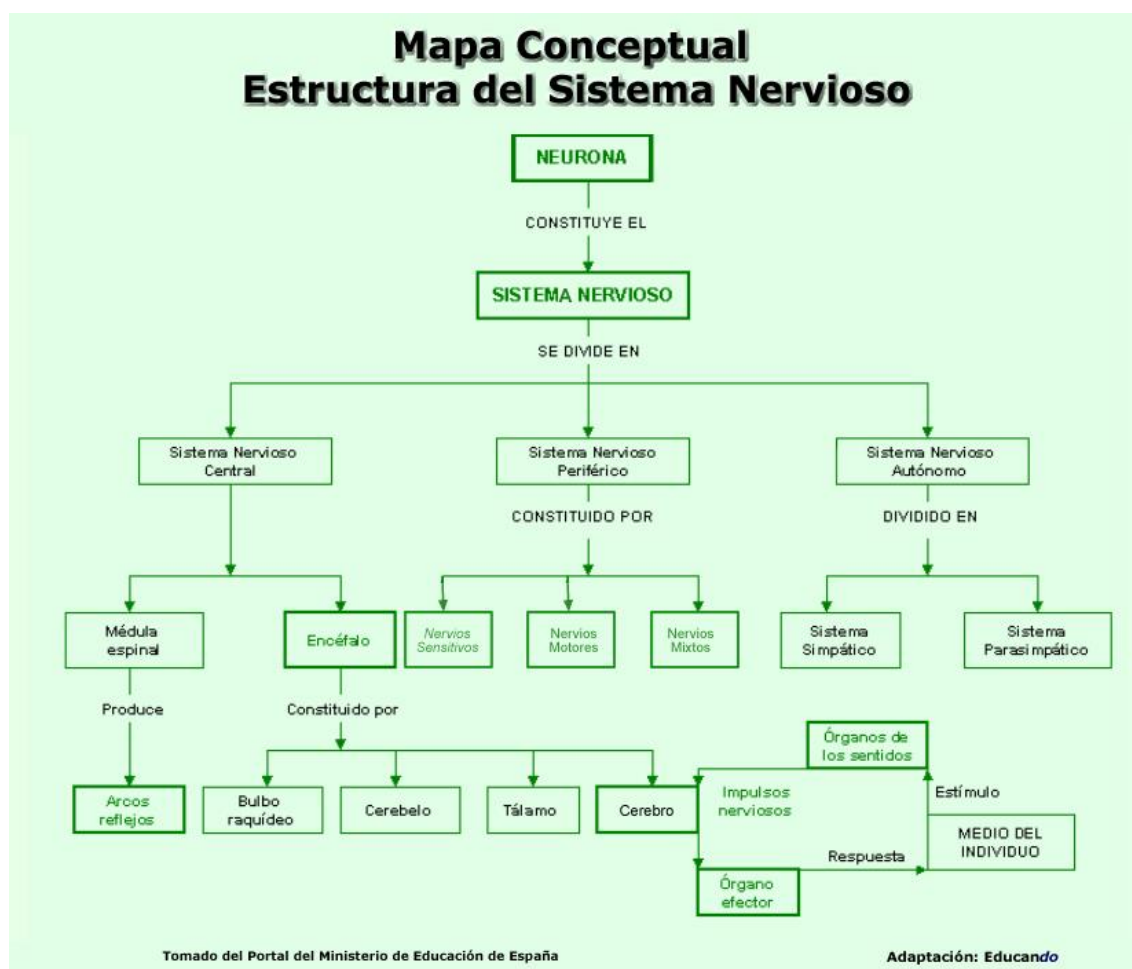 Mapa Conceptual
Estructura del Sistema Nervioso
NEURONA
CONSTITUYE EL
SISTEMA NERVIOSO
SE DIVIDE EN
Sistema Nervioso
Central
Sistema Nervioso
Periférico
Sistema Nervioso
Autónomo
CONSTITUIDO POR
DIVIDIDO EN
Médula
espinal
Encéfalo
Nervios
Sensitivos
Nervios
Motores
Nervios
Mixtos
Sistema
Simpático
Sistema
Parasimpático
Produce
Constituido por
Arcos
reflejos
Bulbo
raquídeo
Cerebelo
Tálamo
Cerebro
Órganos de
los sentidos
Impulsos
nerviosos
Estímulo
MEDIO DEL
INDIVIDUO
Respuesta
Órgano
efector
Tomado del Portal del Ministerio de Educación de España
Adaptación: Educando